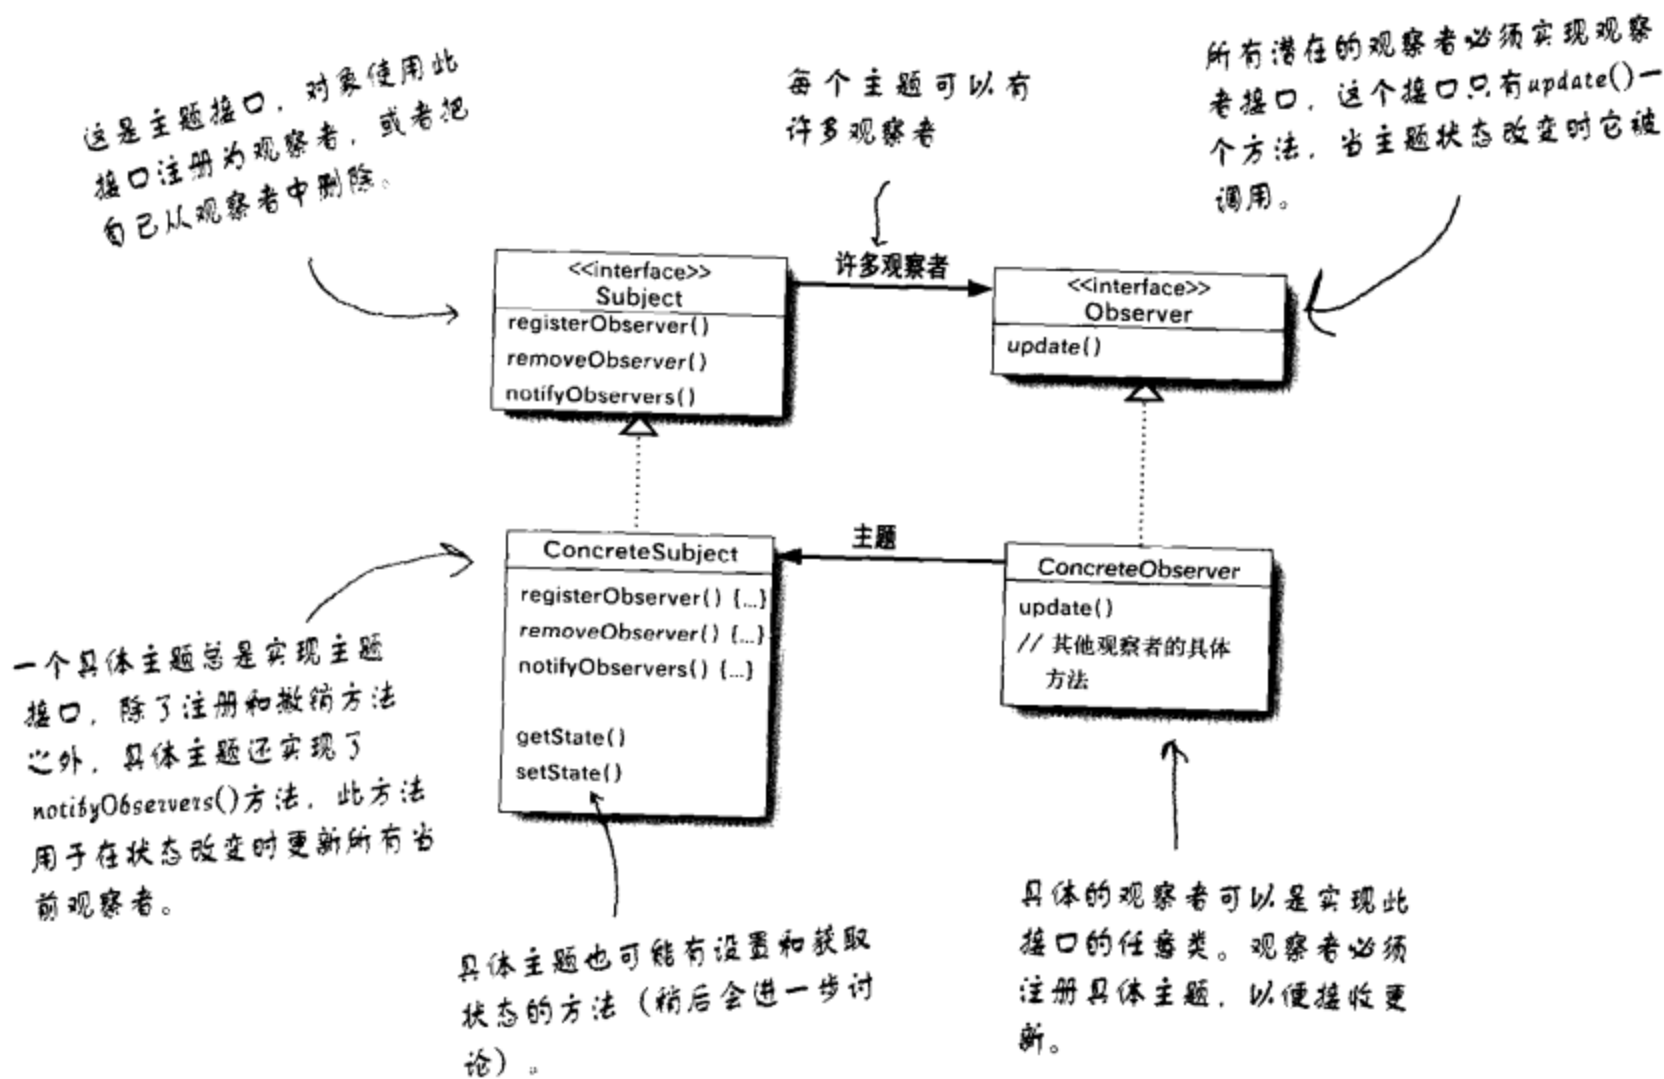 这是主题接口，对象使用此
接口注册为观察者，或者把
自己从观察者中删除。
每个主题可以有
许多观察者
所有潜在的观察者必须实现观察
者接口，这个接口只有update()一
个方法，当主题状态改变时它被
调用。
许多观察者
<<interface>>
Subject
registerObserver()
removeObserver()
notifyObservers()
<<interface>>
Observer
update()
主题
ConcreteSubject
registerObserver() {...}
removeObserver() {...}
notifyObservers() {...}
getState()
setState()
ConcreteObserver
update()
// 其他观察者的具体
方法
一个具体主题总是实现主题
接口，除了注册和撤销方法
之外，具体主题还实现了
notifyObservers()方法，此方法
用于在状态改变时更新所有当
前观察者。
具体主题也可能有设置和获取
状态的方法（稍后会进一步讨
论）。
具体的观察者可以是实现此
接口的任意类。观察者必须
注册具体主题，以便接收更
新。